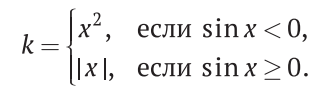 k = { x², если sin x < 0,
|x|, если sin x ≥ 0.